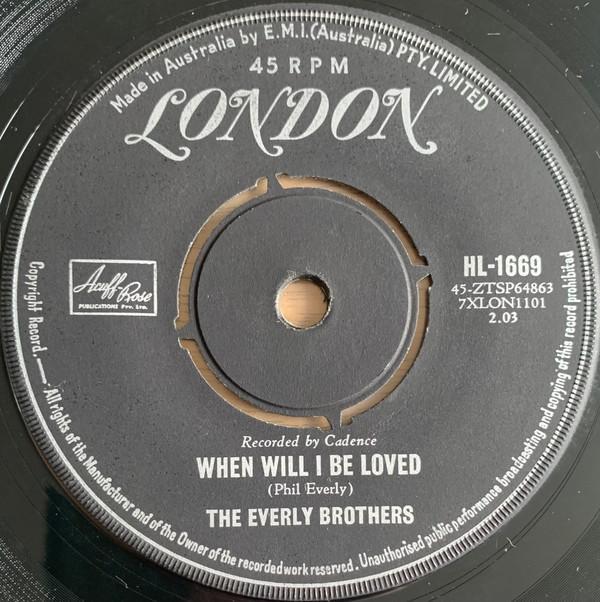 Made in Australia by E.M.I.(Australia) PTY. LIMITED
45 RPM
LONDON
Acuff-Rose
PUBLICATIONS Pty. Ltd.
HL-1669
45-ZTSP64863
7XLON1101
2.03
Recorded by Cadence
WHEN WILL I BE LOVED
(Phil Everly)
THE EVERLY BROTHERS
Copyright Record.— All rights of the Manufacturer and of the Owner of the recorded work reserved. Unauthorised public performance broadcasting and copying of this record prohibited